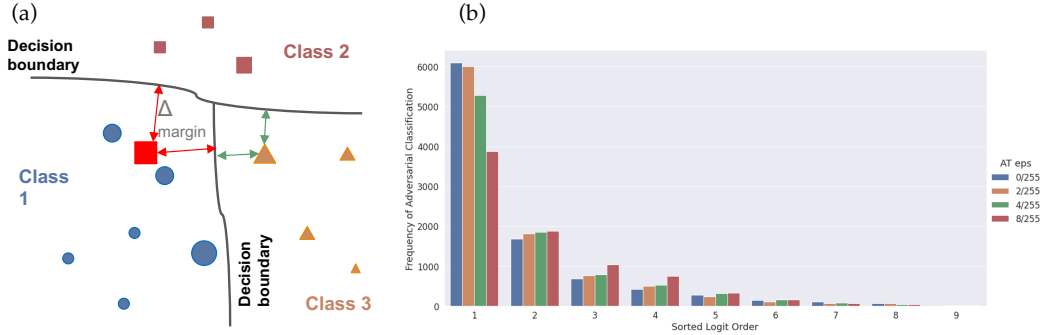 (a)
Decision
boundary
Class 2
Δ
margin
Class
1
Decision
boundary
Class 3
(b)
Frequency of Adversarial Classification
6000
5000
4000
3000
2000
1000
0
1 2 3 4 5 6 7 8 9
Sorted Logit Order
AT eps
0/255
2/255
4/255
8/255